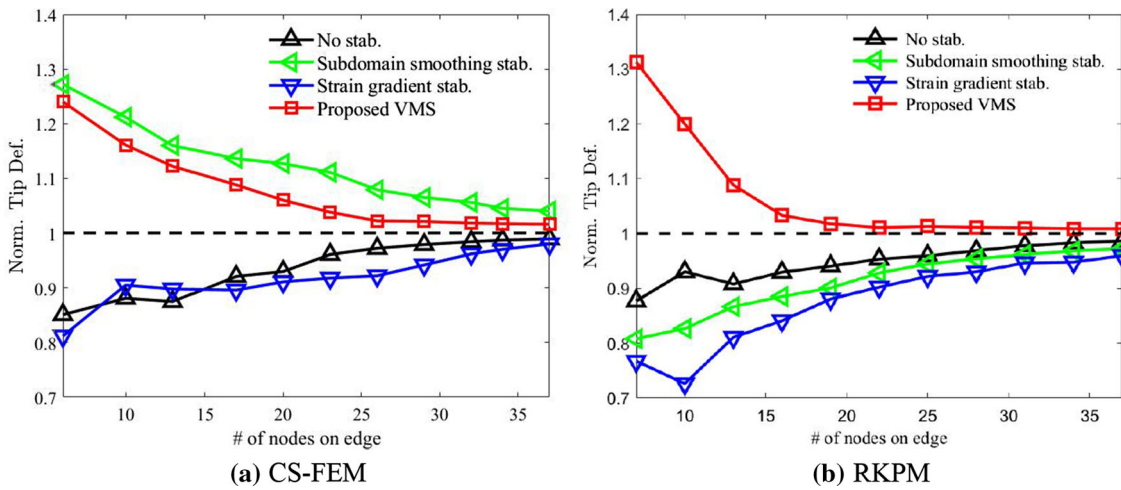 1.4
1.3
1.2
1.1
1
0.9
0.8
0.7
Norm. Tip Def.
No stab.
Subdomain smoothing stab.
Strain gradient stab.
Proposed VMS
10 15 20 25 30 35
# of nodes on edge
(a) CS-FEM
1.4
1.3
1.2
1.1
1
0.9
0.8
0.7
Norm. Tip Def.
No stab.
Subdomain smoothing stab.
Strain gradient stab.
Proposed VMS
10 15 20 25 30 35
# of nodes on edge
(b) RKPM